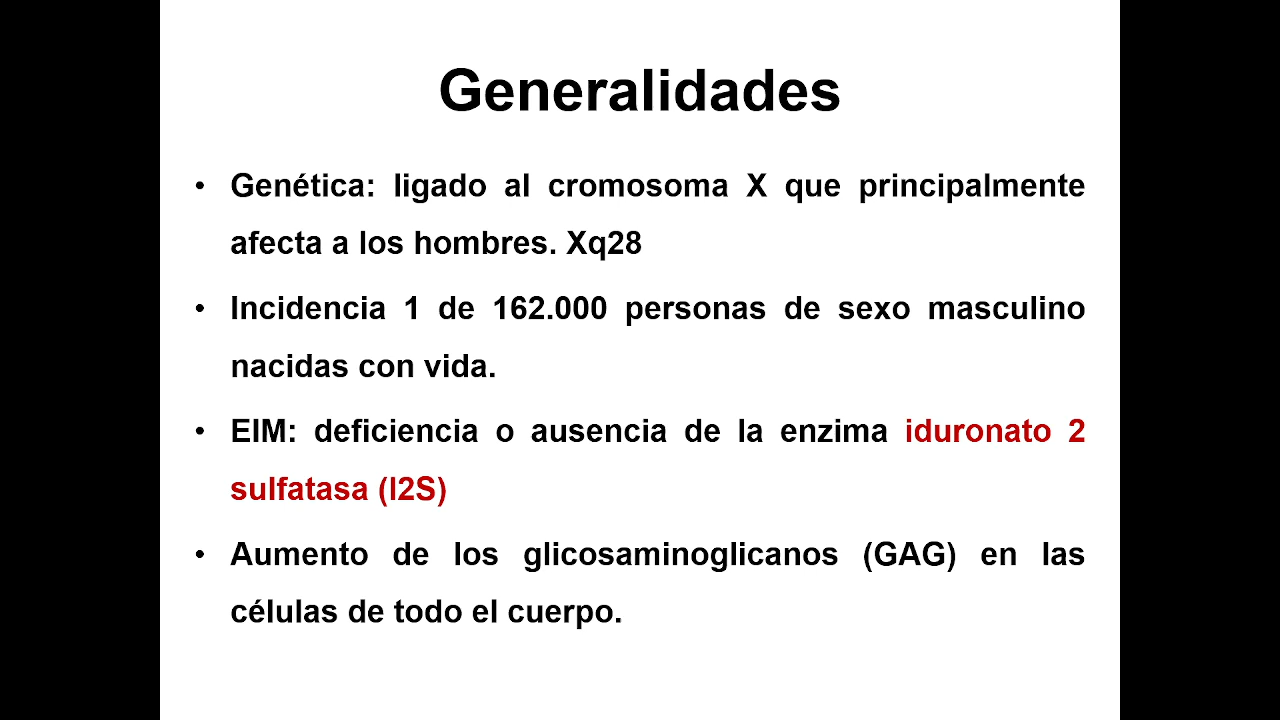 Generalidades
• Genética: ligado al cromosoma X que principalmente
afecta a los hombres. Xq28
• Incidencia 1 de 162.000 personas de sexo masculino
nacidas con vida.
• EIM: deficiencia o ausencia de la enzima iduronato 2
sulfatasa (I2S)
• Aumento de los glicosaminoglicanos (GAG) en las
células de todo el cuerpo.